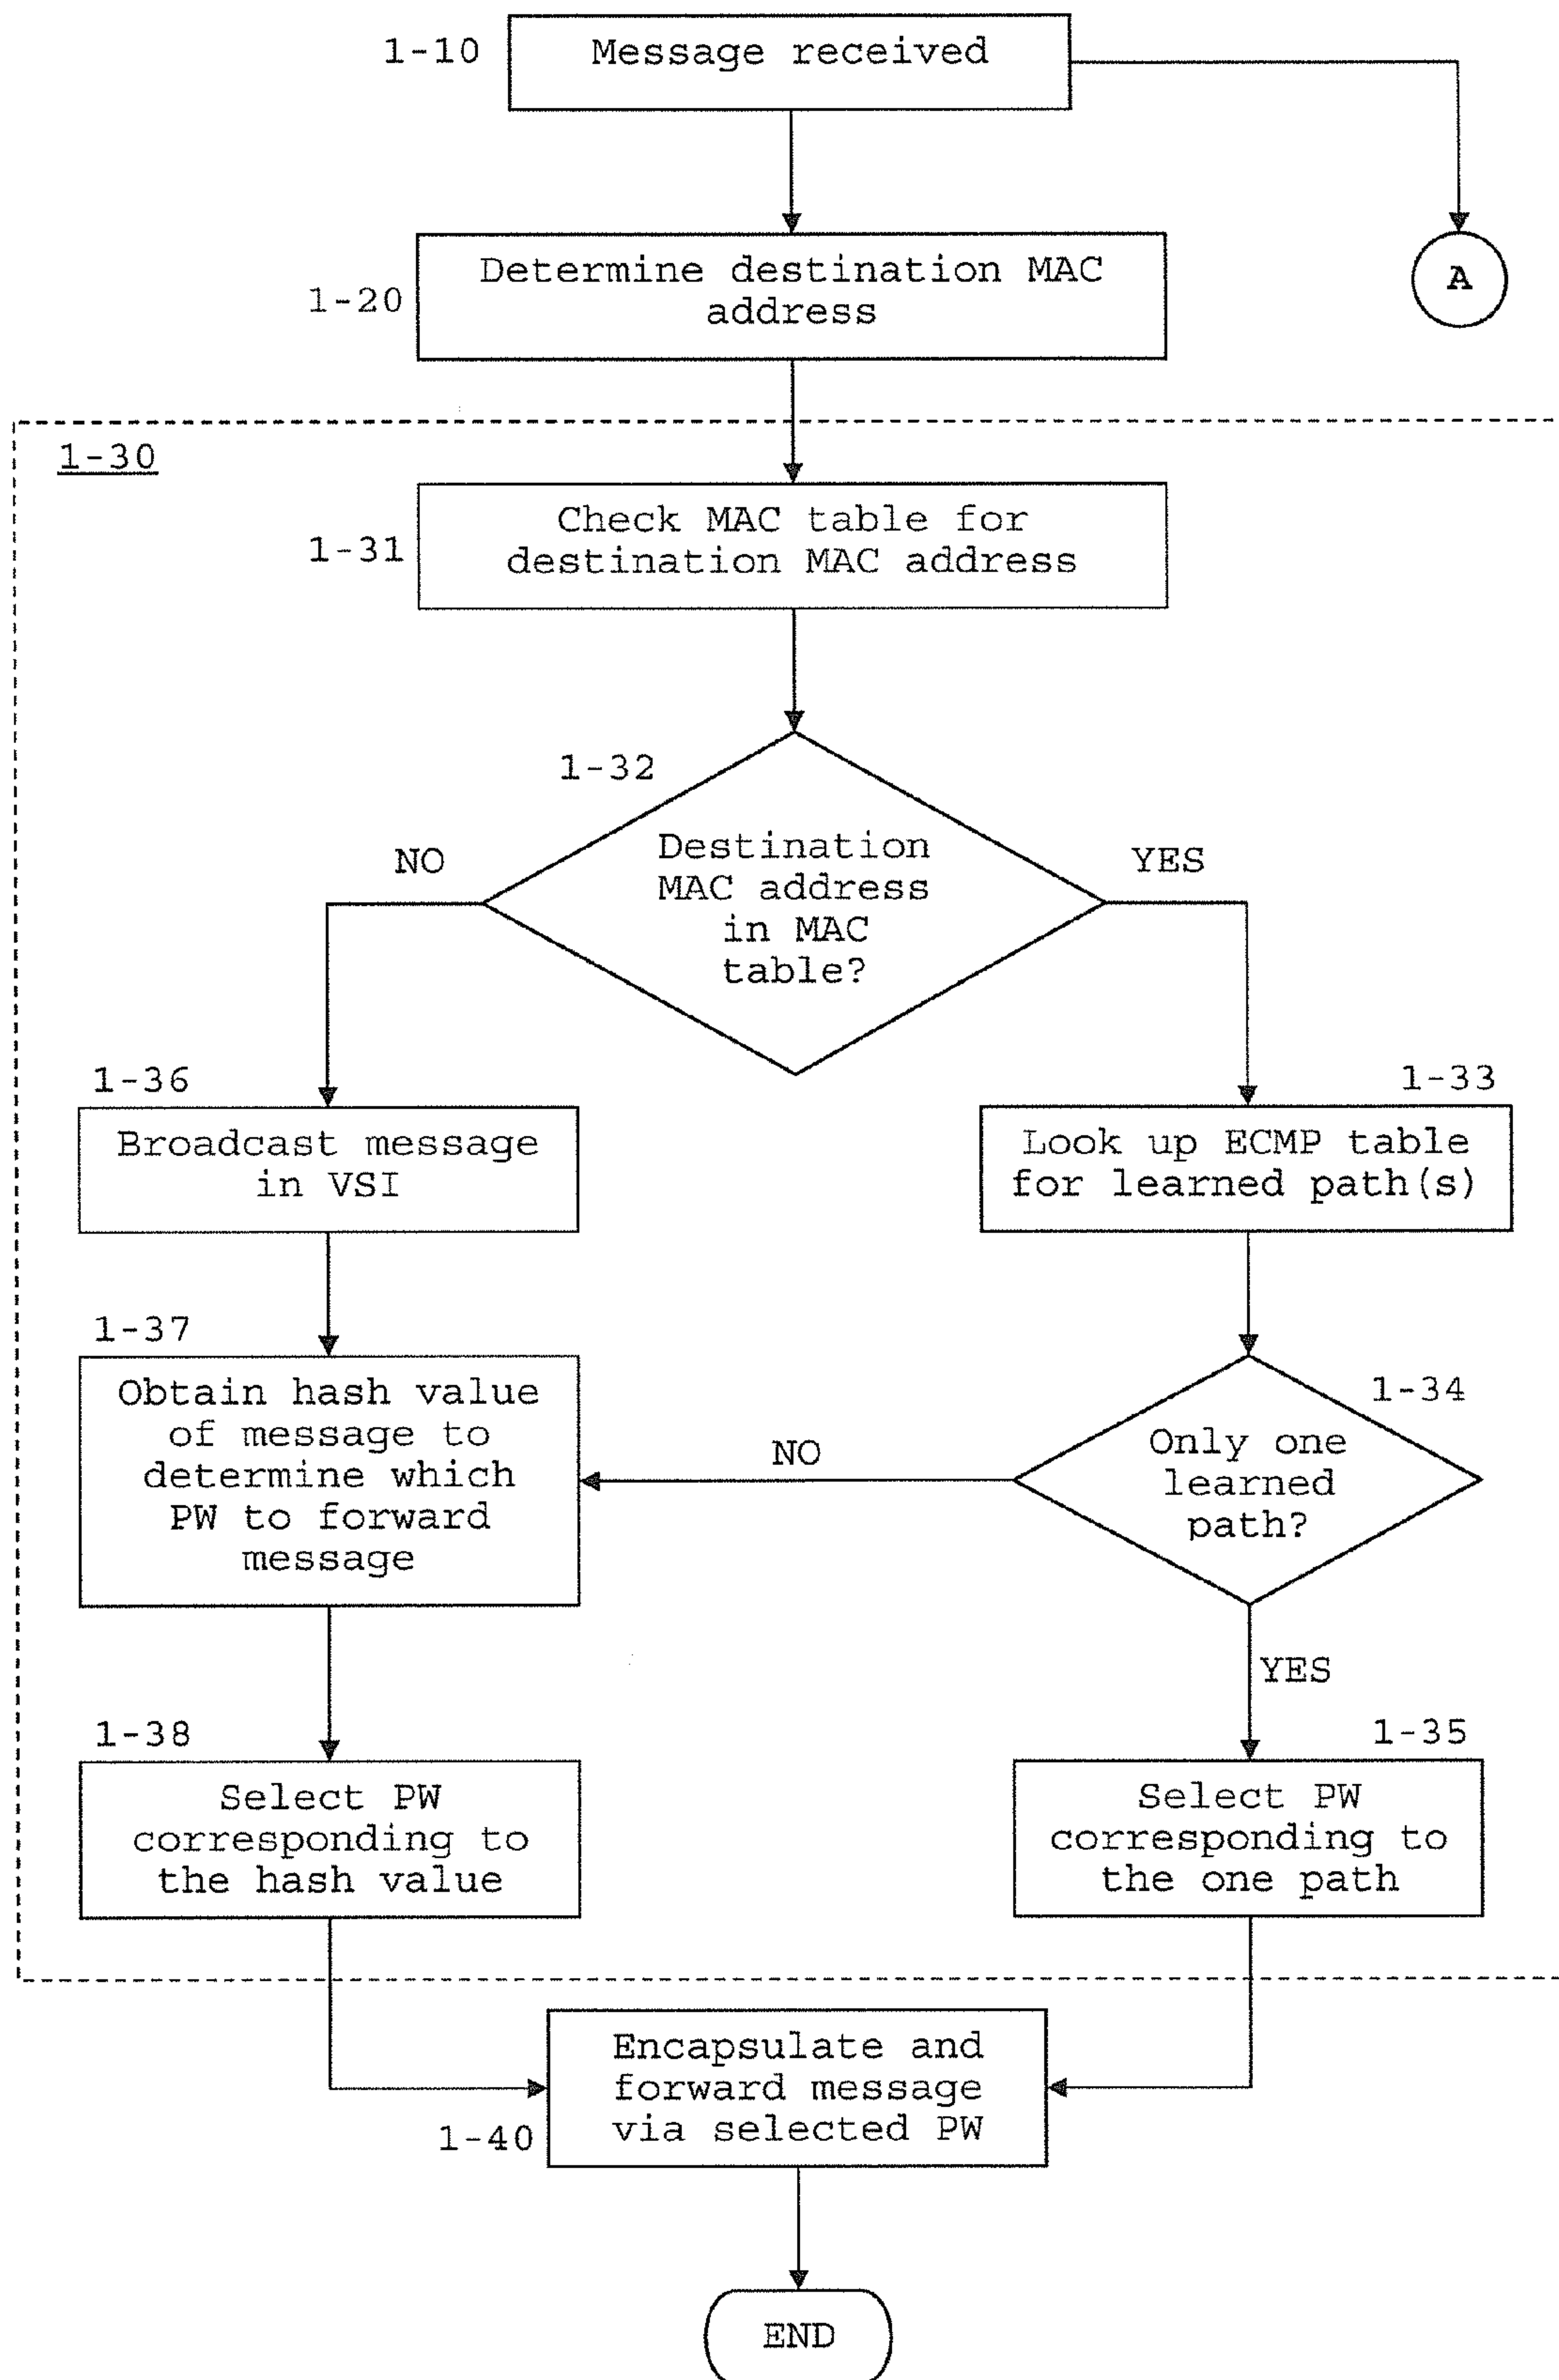 1-10
Message received
A
1-20
Determine destination MAC
address
1-30
1-31
Check MAC table for
destination MAC address
1-32
Destination
MAC address
in MAC
table?
NO
YES
1-36
Broadcast message
in VSI
1-33
Look up ECMP table
for learned path(s)
1-37
Obtain hash value
of message to
determine which
PW to forward
message
NO
1-34
Only one
learned
path?
YES
1-38
Select PW
corresponding to
the hash value
1-35
Select PW
corresponding to
the one path
1-40
Encapsulate and
forward message
via selected PW
END